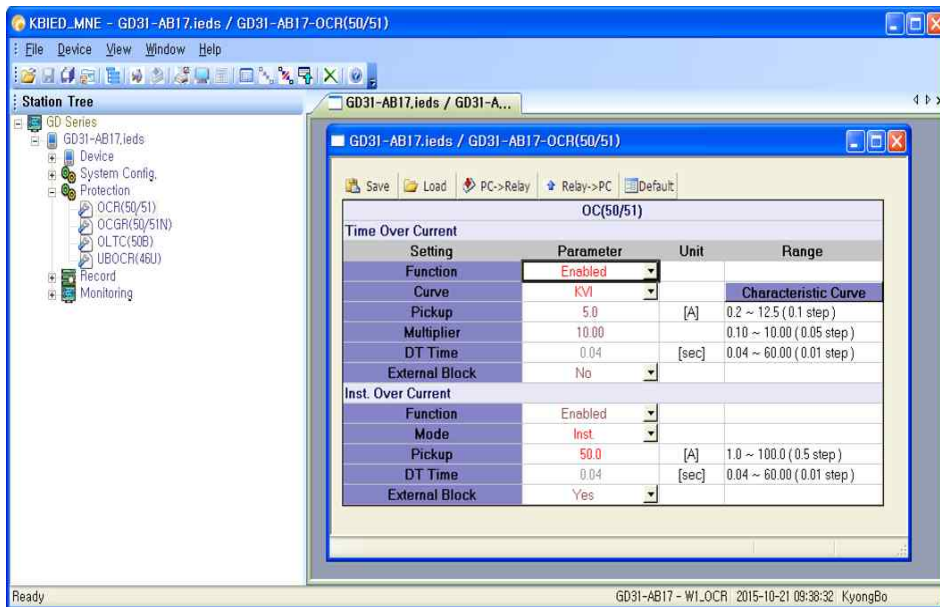 KBIED_MNE - GD31-AB17.ieds / GD31-AB17-OCR(50/51)
File Device View Window Help
Station Tree
GD Series
GD31-AB17.ieds
Device
System Config.
Protection
OCR(50/51)
OCGR(50/51N)
OLTC(50B)
UBOCR(46U)
Record
Monitoring
GD31-AB17.ieds / GD31-A...
GD31-AB17.ieds / GD31-AB17-OCR(50/51)
Save Load PC->Relay Relay->PC Default
OC(50/51)
Time Over Current
Setting Parameter Unit Range
Function Enabled
Curve KVI Characteristic Curve
Pickup 5.0 [A] 0.2 ~ 12.5 ( 0.1 step )
Multiplier 10.00 0.10 ~ 10.00 ( 0.05 step )
DT Time 0.04 [sec] 0.04 ~ 60.00 ( 0.01 step )
External Block No
Inst. Over Current
Function Enabled
Mode Inst.
Pickup 50.0 [A] 1.0 ~ 100.0 ( 0.5 step )
DT Time 0.04 [sec] 0.04 ~ 60.00 ( 0.01 step )
External Block Yes
Ready GD31-AB17 - W1_OCR 2015-10-21 09:38:32 KyongBo